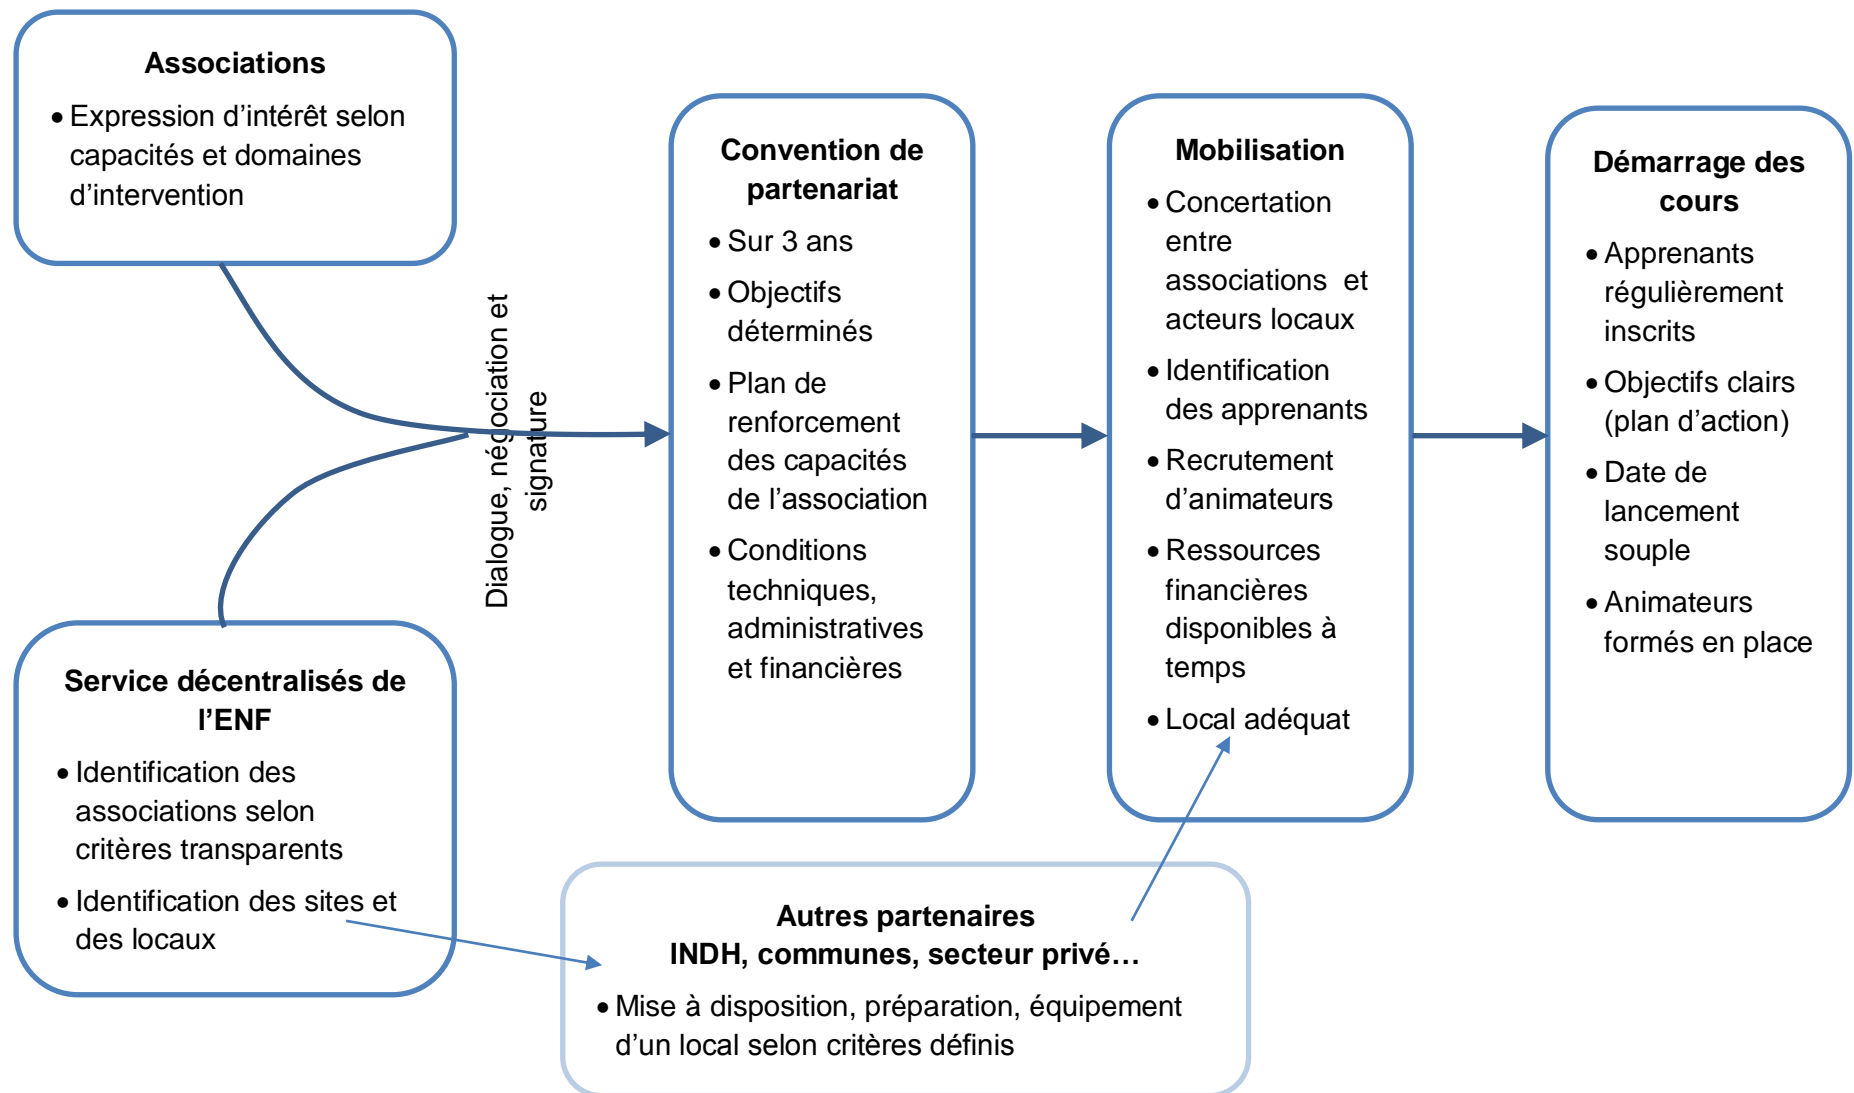 Associations
• Expression d’intérêt selon
capacités et domaines
d’intervention
Service décentralisés de
l’ENF
• Identification des
associations selon
critères transparents
• Identification des sites et
des locaux
Dialogue, négociation et
signature
Convention de
partenariat
• Sur 3 ans
• Objectifs
déterminés
• Plan de
renforcement
des capacités
de l’association
• Conditions
techniques,
administratives
et financières
Mobilisation
• Concertation
entre
associations et
acteurs locaux
• Identification
des apprenants
• Recrutement
d’animateurs
• Ressources
financières
disponibles à
temps
• Local adéquat
Démarrage des
cours
• Apprenants
régulièrement
inscrits
• Objectifs clairs
(plan d’action)
• Date de
lancement
souple
• Animateurs
formés en place
Autres partenaires
INDH, communes, secteur privé…
• Mise à disposition, préparation, équipement
d’un local selon critères définis